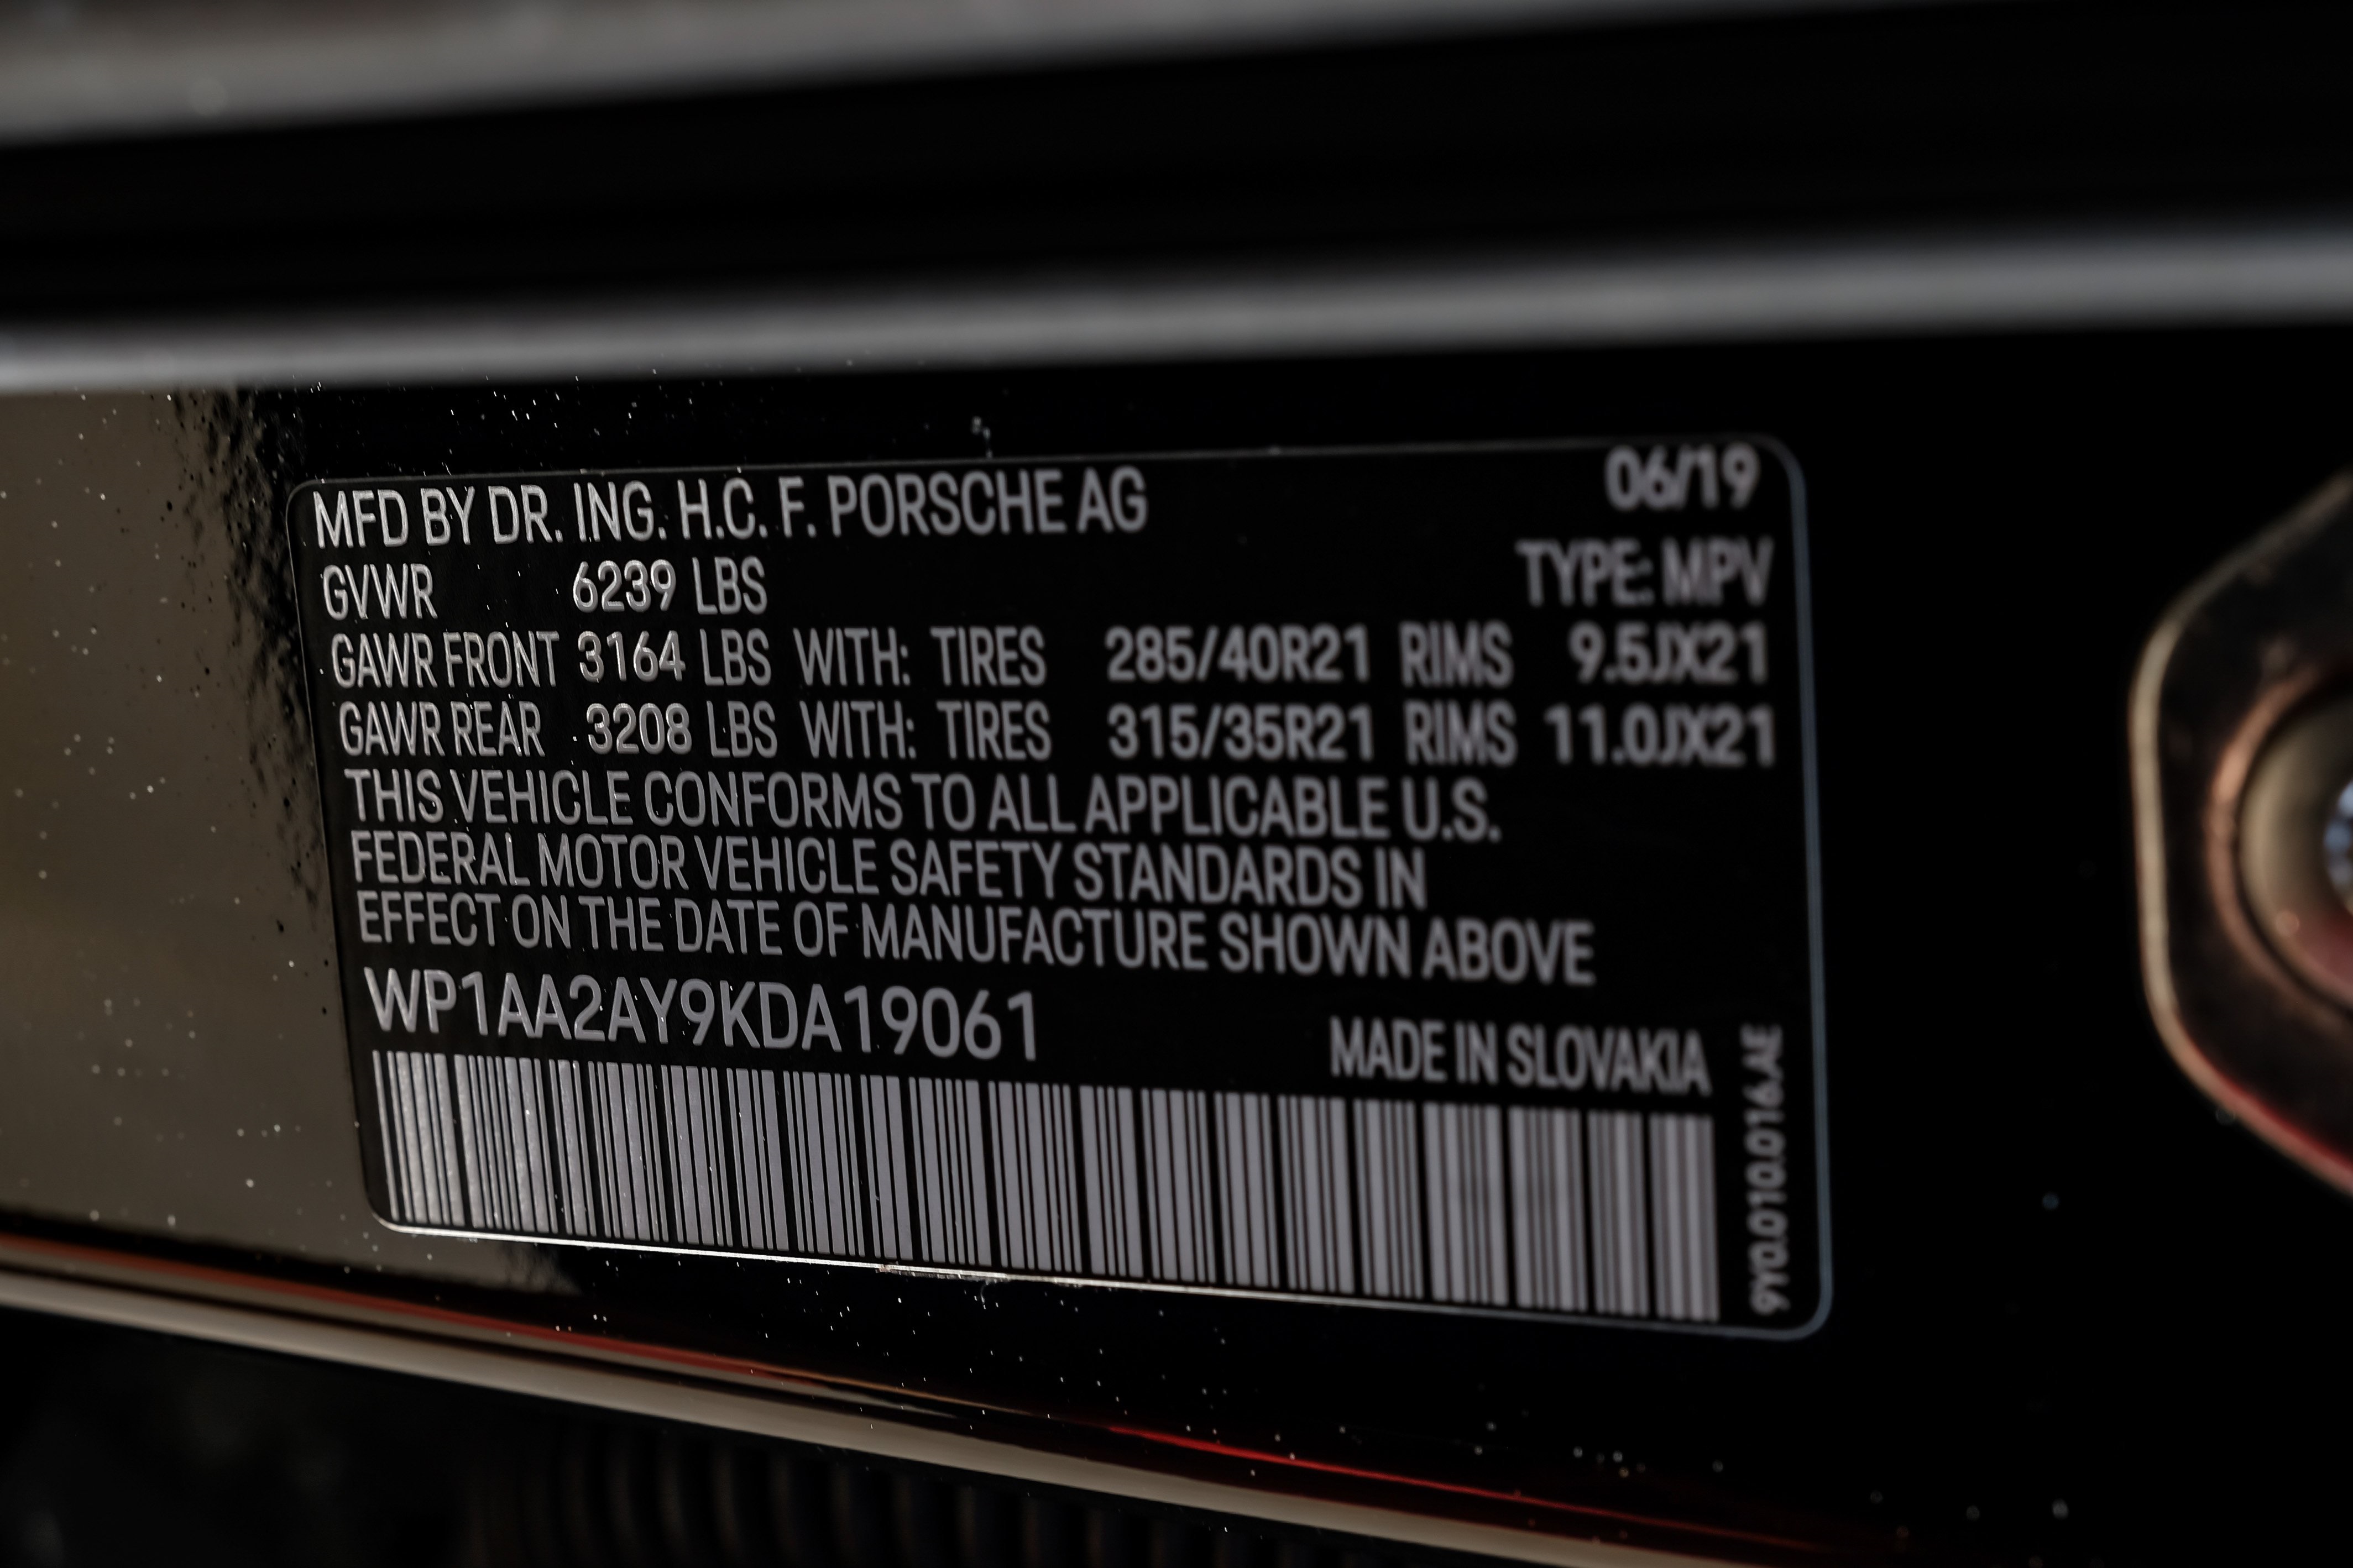 MFD BY DR. ING. H.C. F. PORSCHE AG 06/19
GVWR 6239 LBS TYPE: MPV
GAWR FRONT 3164 LBS WITH: TIRES 285/40R21 RIMS 9.5JX21
GAWR REAR 3208 LBS WITH: TIRES 315/35R21 RIMS 11.0JX21
THIS VEHICLE CONFORMS TO ALL APPLICABLE U.S.
FEDERAL MOTOR VEHICLE SAFETY STANDARDS IN
EFFECT ON THE DATE OF MANUFACTURE SHOWN ABOVE
WP1AA2AY9KDA19061
MADE IN SLOVAKIA
9Y0.010.016.AE